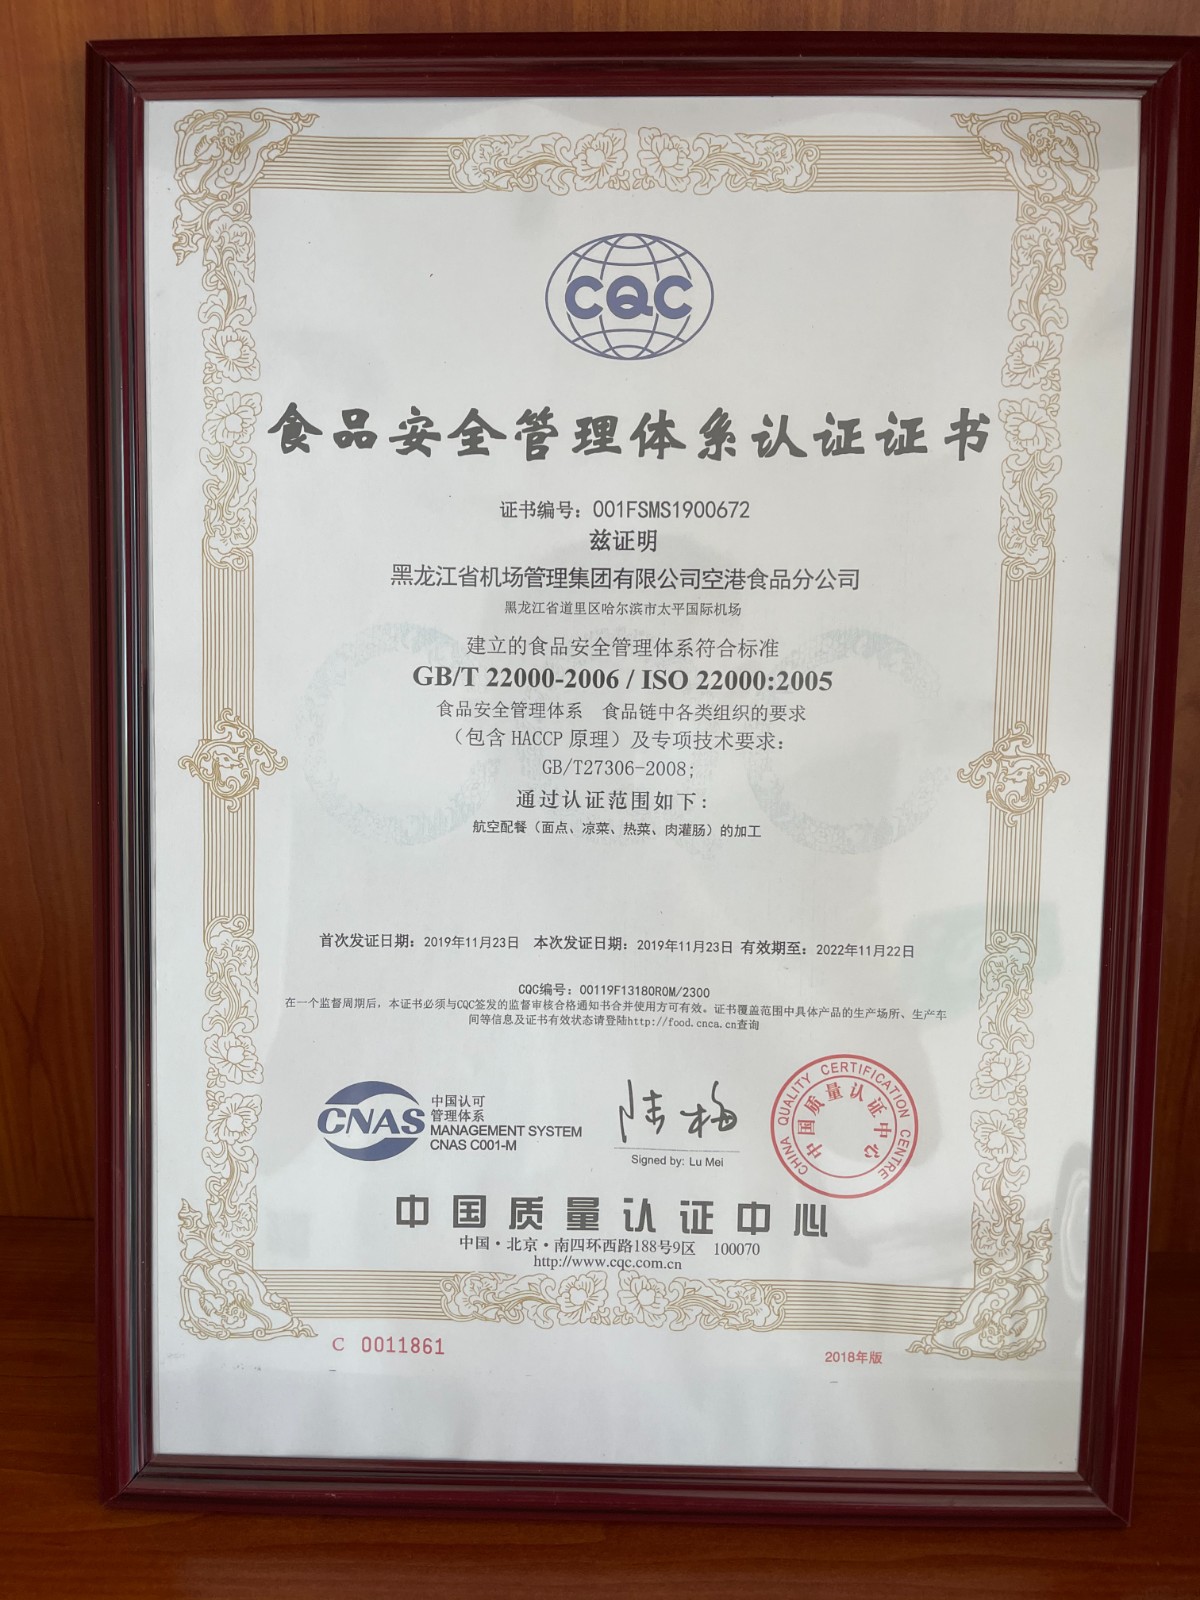 CQC
食品安全管理体系认证证书
证书编号：001FSMS1900672
兹证明
黑龙江省机场管理集团有限公司空港食品分公司
黑龙江省道里区哈尔滨市太平国际机场
建立的食品安全管理体系符合标准
GB/T 22000-2006 / ISO 22000:2005
食品安全管理体系 食品链中各类组织的要求
（包含 HACCP 原理）及专项技术要求：
GB/T27306-2008;
通过认证范围如下：
航空配餐（面点、凉菜、热菜、肉灌肠）的加工
首次发证日期：2019年11月23日 本次发证日期：2019年11月23日 有效期至：2022年11月22日
CQC编号：00119F13180R0M/2300
在一个监督周期后，本证书必须与CQC签发的监督审核合格通知书合并使用方可有效。证书覆盖范围中具体产品的生产场所、生产车
间等信息及证书有效状态请登陆http://food.cnca.cn查询
CNAS
中国认可
管理体系
MANAGEMENT SYSTEM
CNAS C001-M
陆梅
Signed by: Lu Mei
CHINA QUALITY CERTIFICATION CENTRE
中国质量认证中心
中国质量认证中心
中国·北京·南四环西路188号9区 100070
http://www.cqc.com.cn
C 0011861
2018年版